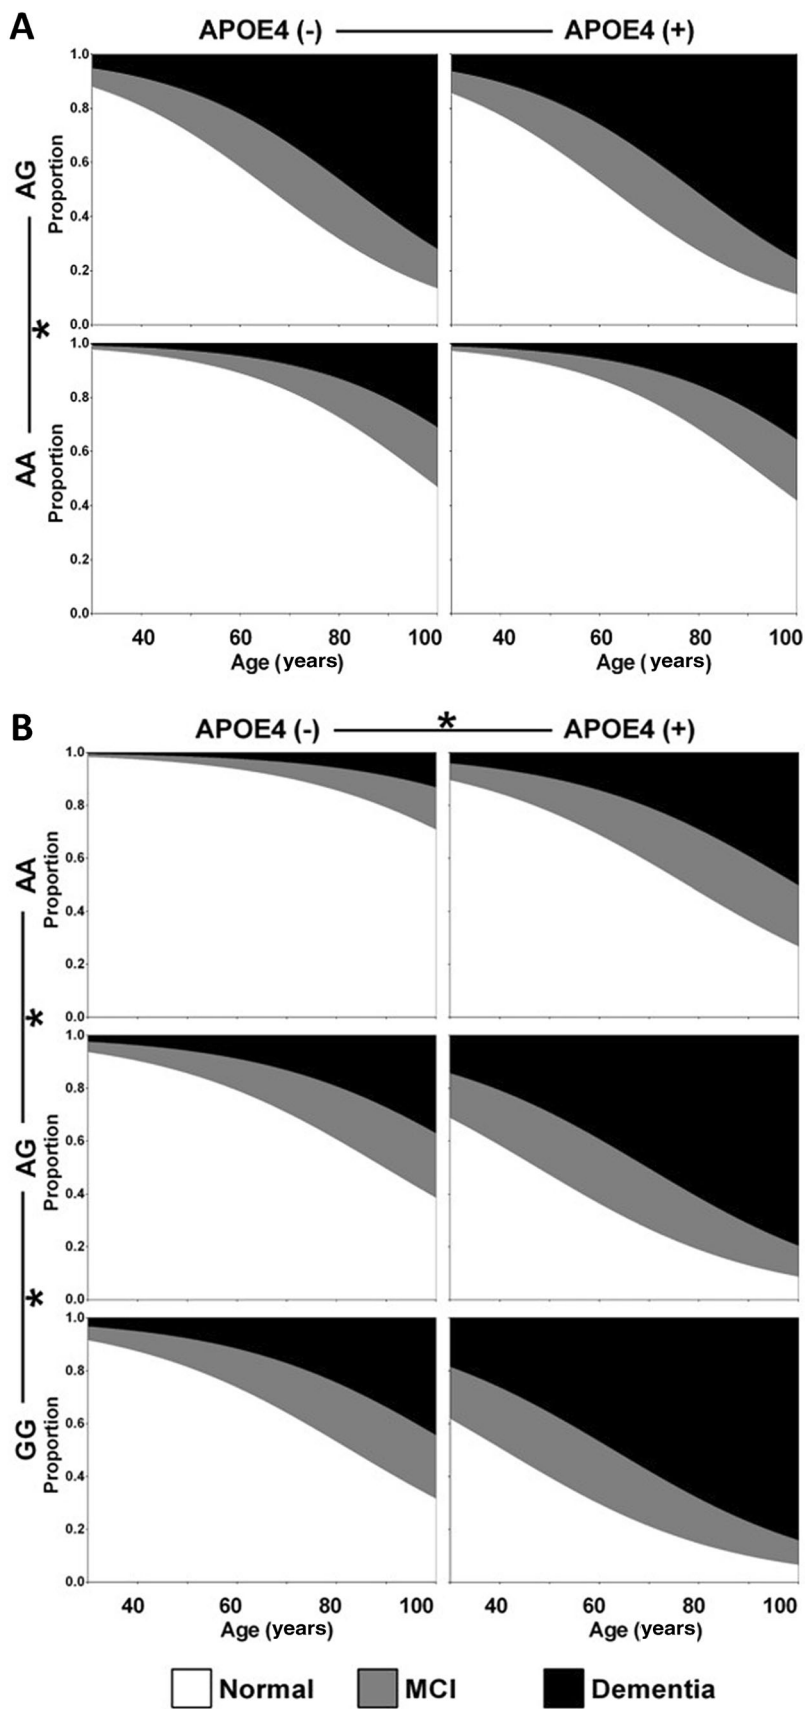 A
APOE4 (-) APOE4 (+)
AG
Proportion
1.0
0.8
0.6
0.4
0.2
0.0
*
AA
Proportion
1.0
0.8
0.6
0.4
0.2
0.0
40 60 80 100 40 60 80 100
Age (years) Age (years)
B
APOE4 (-) * APOE4 (+)
AA
Proportion
1.0
0.8
0.6
0.4
0.2
0.0
*
AG
Proportion
1.0
0.8
0.6
0.4
0.2
0.0
*
GG
Proportion
1.0
0.8
0.6
0.4
0.2
0.0
40 60 80 100 40 60 80 100
Age (years) Age (years)
Normal MCI Dementia